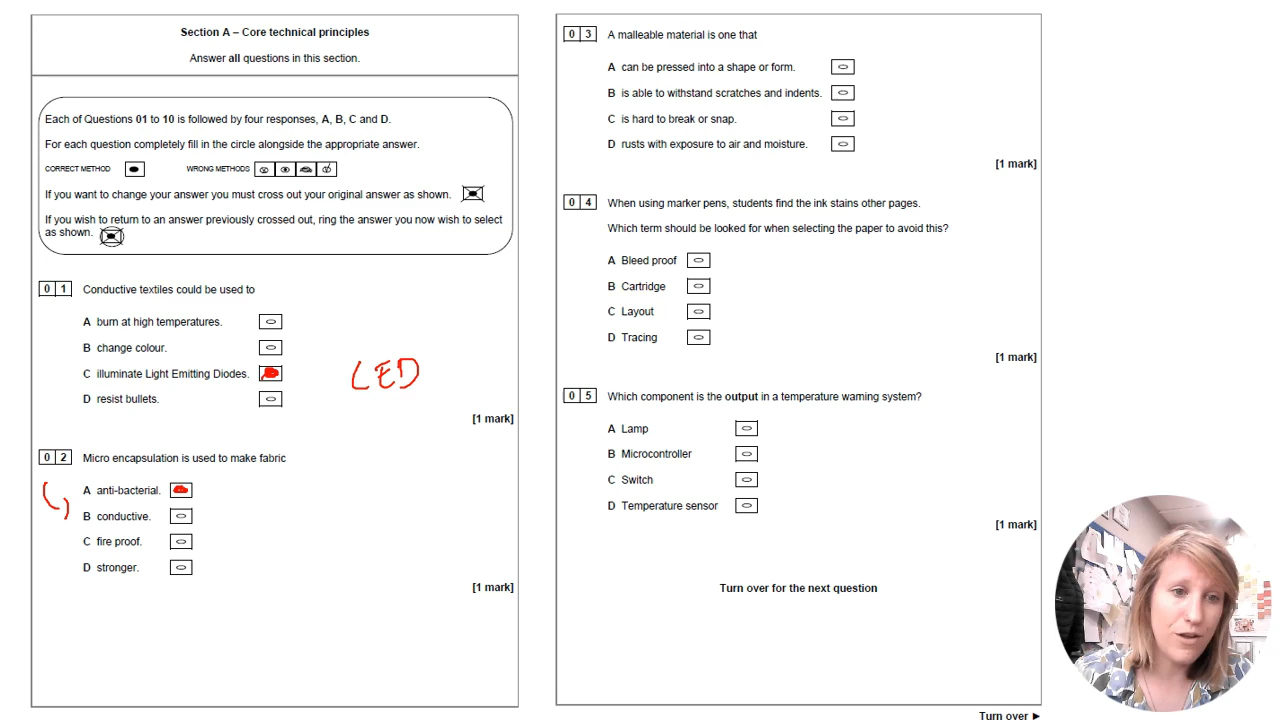 Section A – Core technical principles
Answer all questions in this section.
Each of Questions 01 to 10 is followed by four responses, A, B, C and D.
For each question completely fill in the circle alongside the appropriate answer.
CORRECT METHOD WRONG METHODS
If you want to change your answer you must cross out your original answer as shown.
If you wish to return to an answer previously crossed out, ring the answer you now wish to select
as shown.
0 1 Conductive textiles could be used to
A burn at high temperatures.
B change colour.
C illuminate Light Emitting Diodes.
LED
D resist bullets.
[1 mark]
0 2 Micro encapsulation is used to make fabric
A anti-bacterial.
B conductive.
C fire proof.
D stronger.
[1 mark]
0 3 A malleable material is one that
A can be pressed into a shape or form.
B is able to withstand scratches and indents.
C is hard to break or snap.
D rusts with exposure to air and moisture.
[1 mark]
0 4 When using marker pens, students find the ink stains other pages.
Which term should be looked for when selecting the paper to avoid this?
A Bleed proof
B Cartridge
C Layout
D Tracing
[1 mark]
0 5 Which component is the output in a temperature warning system?
A Lamp
B Microcontroller
C Switch
D Temperature sensor
[1 mark]
Turn over for the next question
Turn over ►